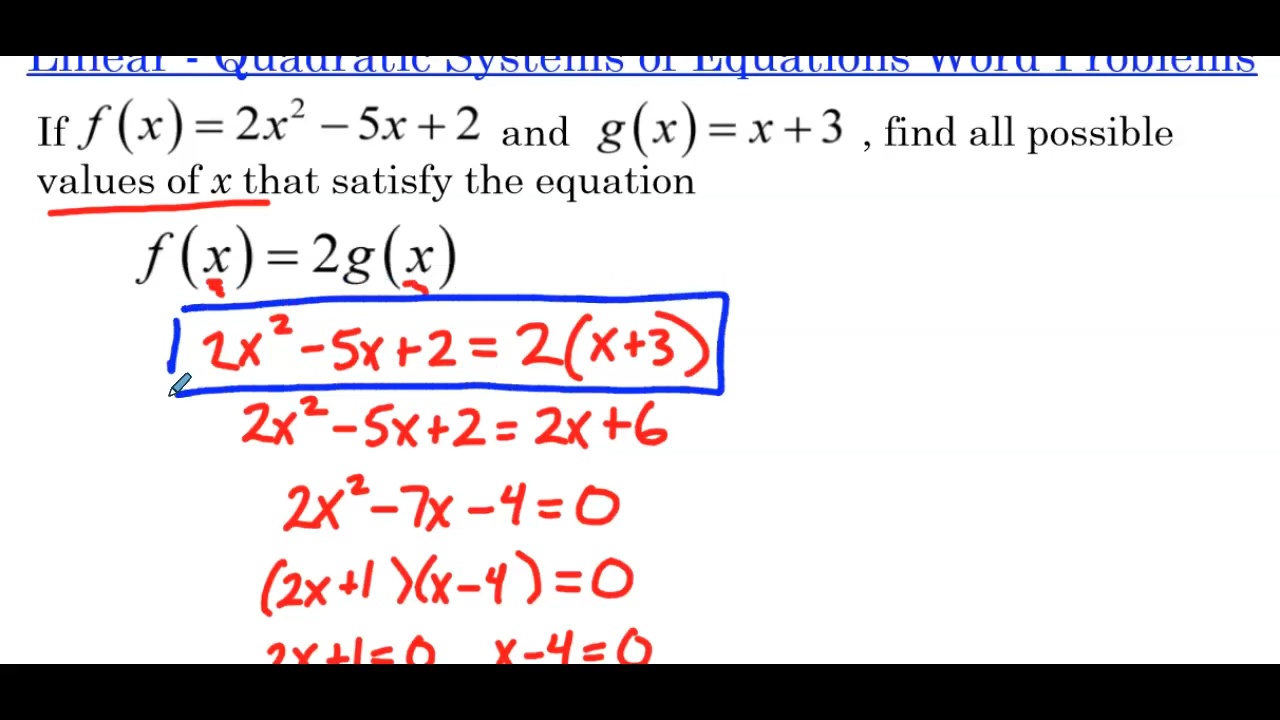 Linear - Quadratic Systems of Equations Word Problems
If f(x) = 2x² − 5x + 2 and g(x) = x + 3 , find all possible
values of x that satisfy the equation
f(x) = 2g(x)
2x² − 5x + 2 = 2(x + 3)
2x² − 5x + 2 = 2x + 6
2x² − 7x − 4 = 0
(2x + 1)(x − 4) = 0
2x + 1 = 0 x − 4 = 0